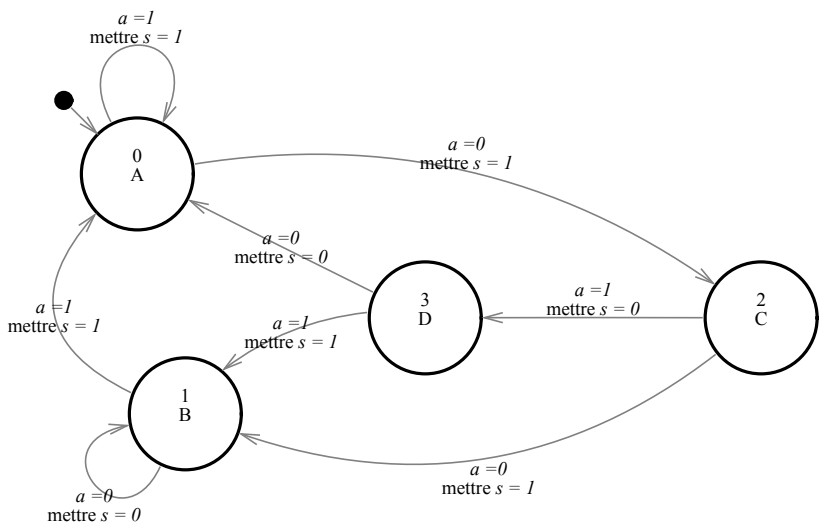 a =1
mettre s = 1
0
A
a =0
mettre s = 1
a =0
mettre s = 0
3
D
a =1
mettre s = 0
2
C
a =1
mettre s = 1
a =1
mettre s = 1
1
B
a =0
mettre s = 1
a =0
mettre s = 0